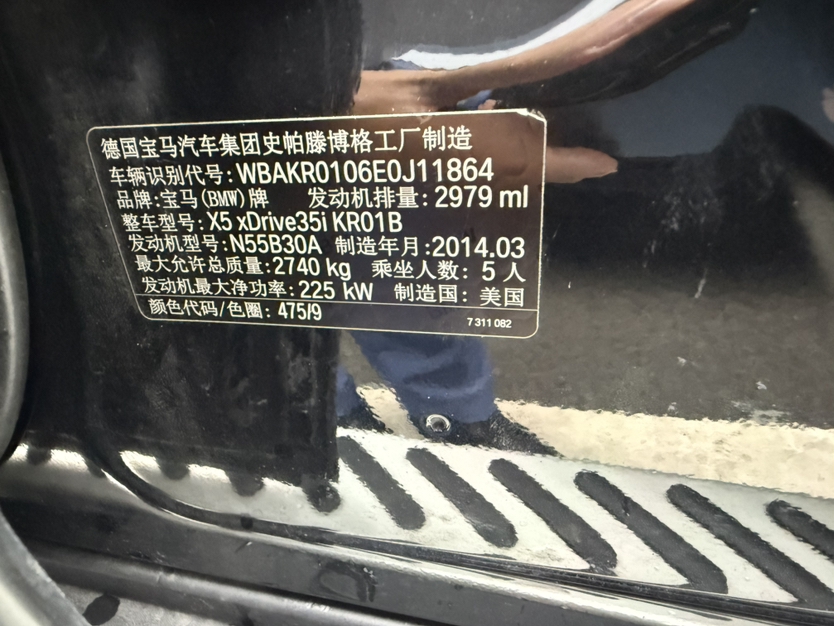 德国宝马汽车集团史帕滕博格工厂制造
车辆识别代号:WBAKR0106E0J11864
品牌:宝马(BMW)牌 发动机排量:2979 ml
整车型号:X5 xDrive35i KR01B
发动机型号:N55B30A 制造年月:2014.03
最大允许总质量:2740 kg 乘坐人数: 5 人
发动机最大净功率:225 kW 制造国: 美国
颜色代码/色圈: 475/9
7 311 082